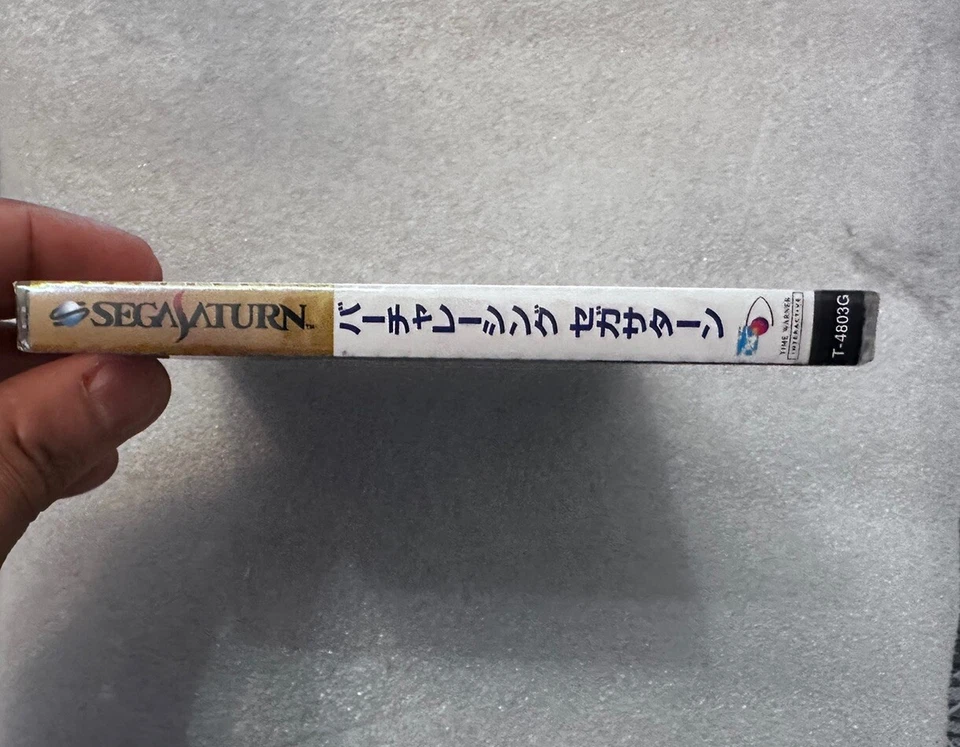 SEGA SATURN™
バーチャレーシング セガサターン
TIME WARNER
INTERACTIVE
T-4803G